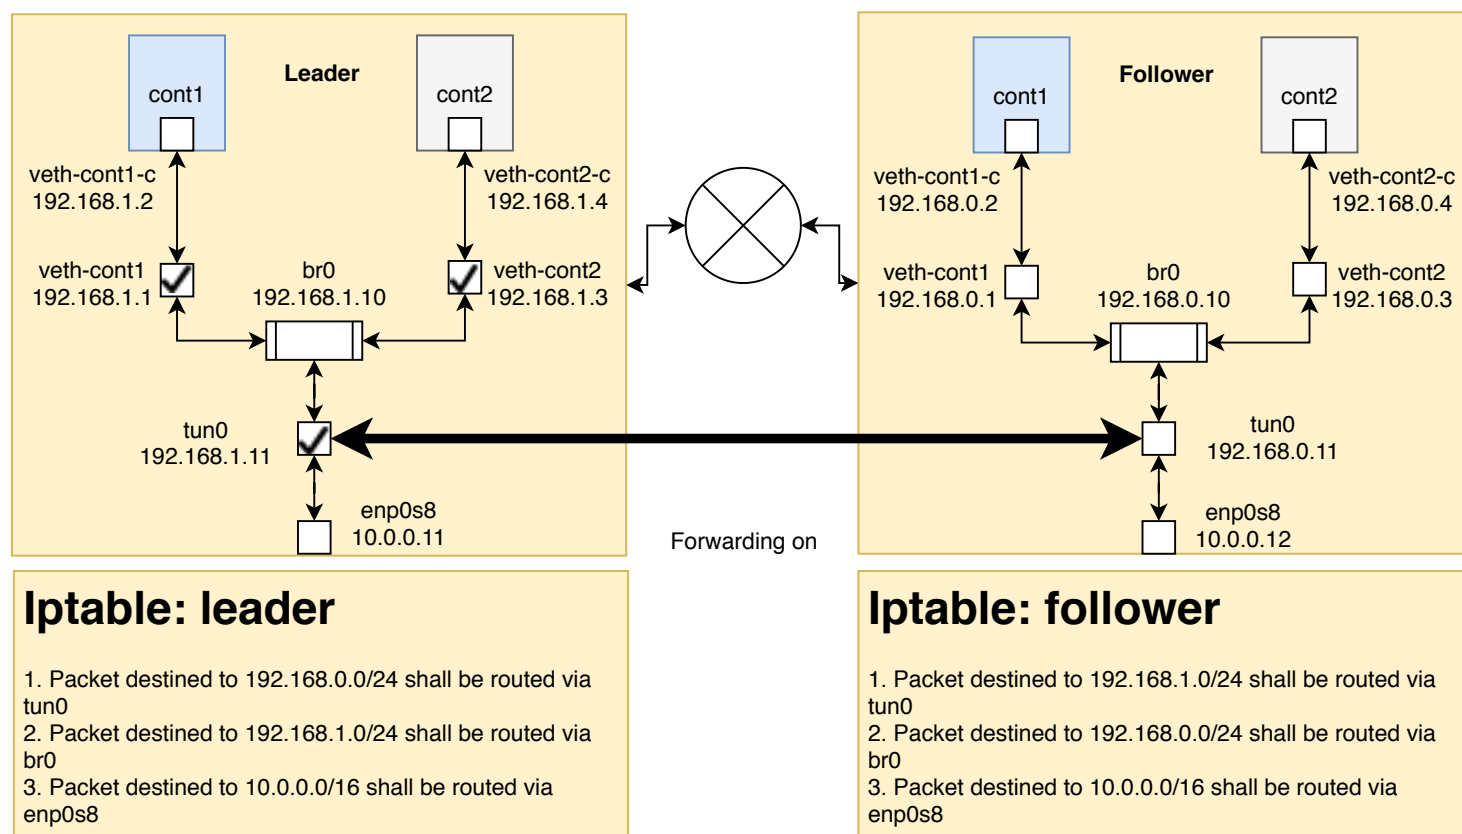 Leader
cont1
cont2
veth-cont1-c
192.168.1.2
veth-cont2-c
192.168.1.4
veth-cont1
192.168.1.1
br0
192.168.1.10
veth-cont2
192.168.1.3
tun0
192.168.1.11
enp0s8
10.0.0.11
Forwarding on
Follower
cont1
cont2
veth-cont1-c
192.168.0.2
veth-cont2-c
192.168.0.4
veth-cont1
192.168.0.1
br0
192.168.0.10
veth-cont2
192.168.0.3
tun0
192.168.0.11
enp0s8
10.0.0.12
Iptable: leader
1. Packet destined to 192.168.0.0/24 shall be routed via
tun0
2. Packet destined to 192.168.1.0/24 shall be routed via
br0
3. Packet destined to 10.0.0.0/16 shall be routed via
enp0s8
Iptable: follower
1. Packet destined to 192.168.1.0/24 shall be routed via
tun0
2. Packet destined to 192.168.0.0/24 shall be routed via
br0
3. Packet destined to 10.0.0.0/16 shall be routed via
enp0s8